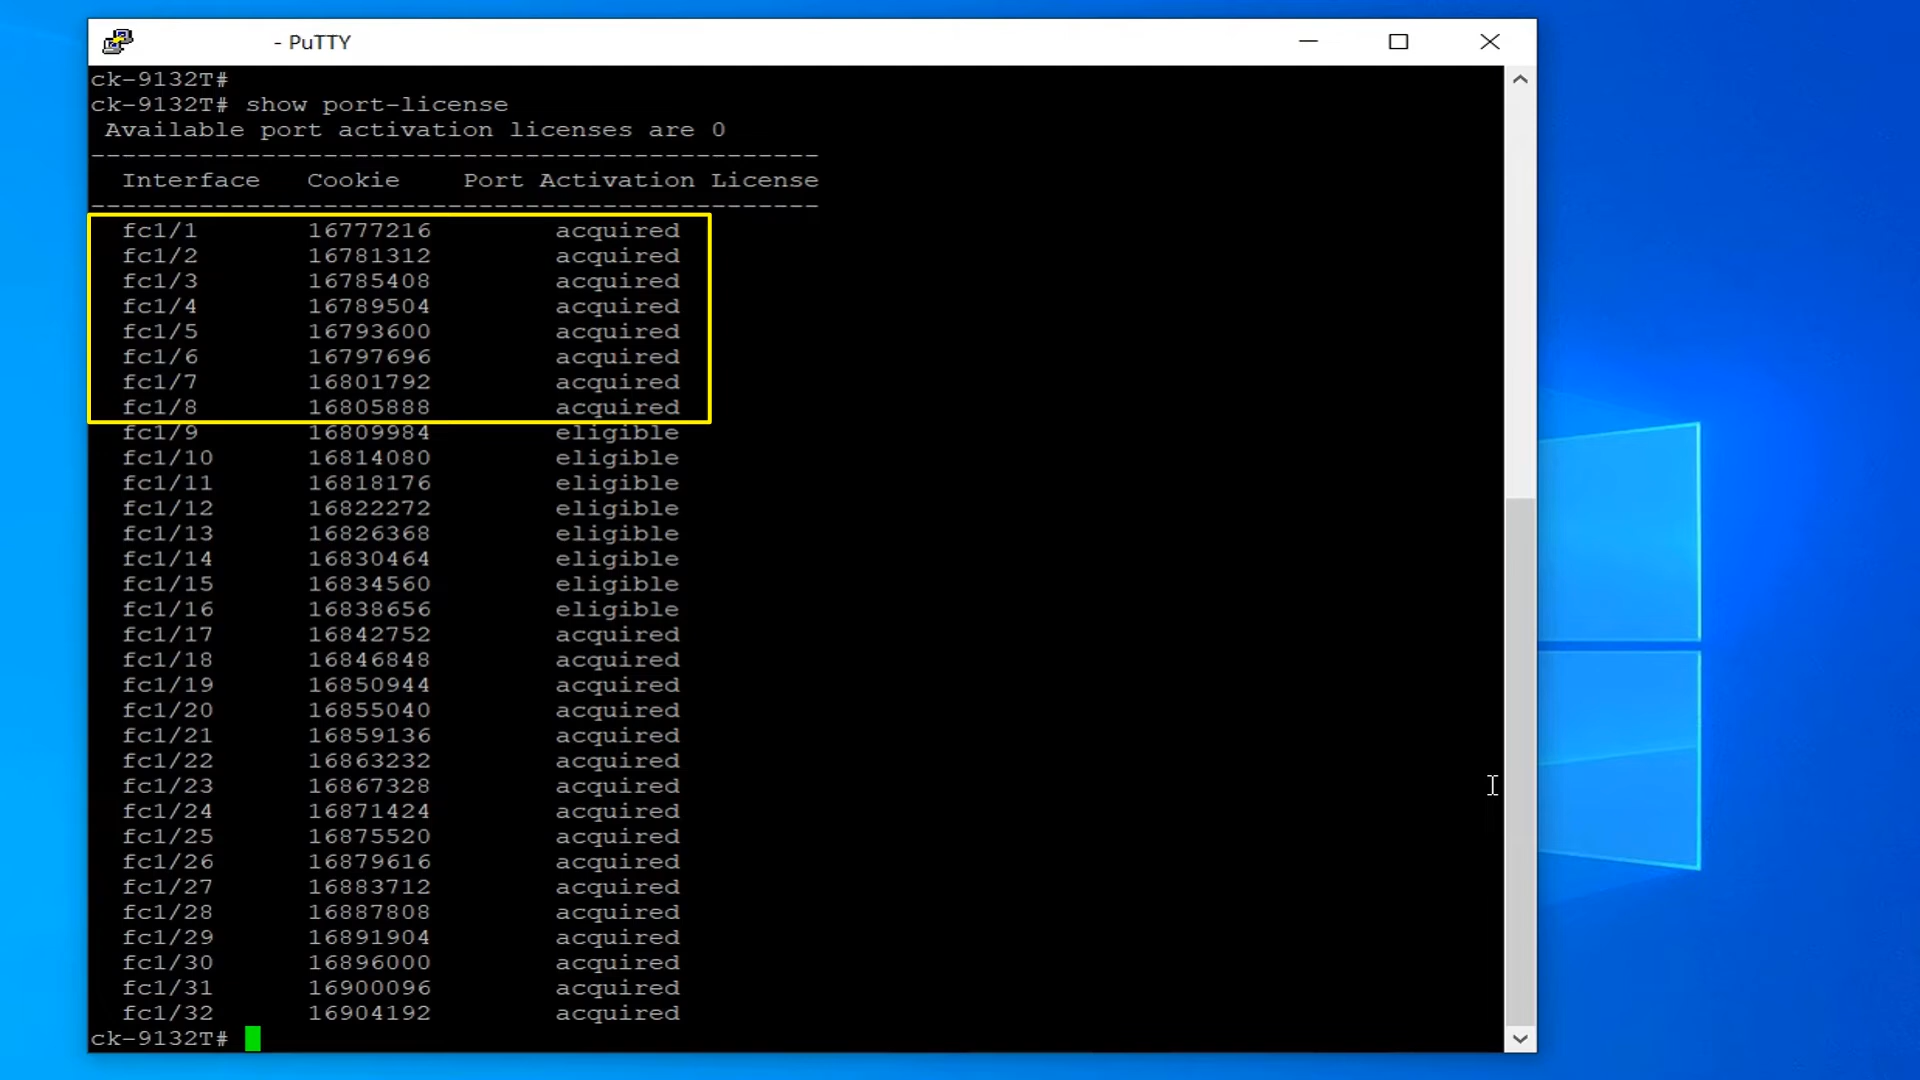 - PuTTY
ck-9132T#
ck-9132T# show port-license
Available port activation licenses are 0
-----------------------------------------------
Interface Cookie Port Activation License
-----------------------------------------------
fc1/1 16777216 acquired
fc1/2 16781312 acquired
fc1/3 16785408 acquired
fc1/4 16789504 acquired
fc1/5 16793600 acquired
fc1/6 16797696 acquired
fc1/7 16801792 acquired
fc1/8 16805888 acquired
fc1/9 16809984 eligible
fc1/10 16814080 eligible
fc1/11 16818176 eligible
fc1/12 16822272 eligible
fc1/13 16826368 eligible
fc1/14 16830464 eligible
fc1/15 16834560 eligible
fc1/16 16838656 eligible
fc1/17 16842752 acquired
fc1/18 16846848 acquired
fc1/19 16850944 acquired
fc1/20 16855040 acquired
fc1/21 16859136 acquired
fc1/22 16863232 acquired
fc1/23 16867328 acquired
fc1/24 16871424 acquired
fc1/25 16875520 acquired
fc1/26 16879616 acquired
fc1/27 16883712 acquired
fc1/28 16887808 acquired
fc1/29 16891904 acquired
fc1/30 16896000 acquired
fc1/31 16900096 acquired
fc1/32 16904192 acquired
ck-9132T#